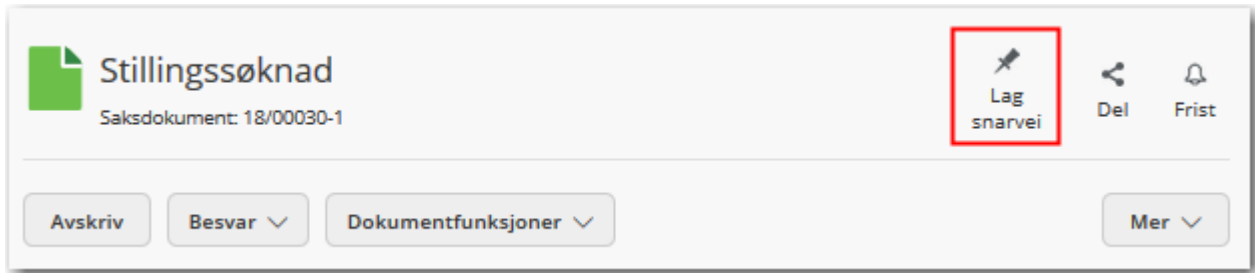 Stillingssøknad
Saksdokument: 18/00030-1
Lag
snarvei
Del
Frist
Avskriv
Besvar
Dokumentfunksjoner
Mer